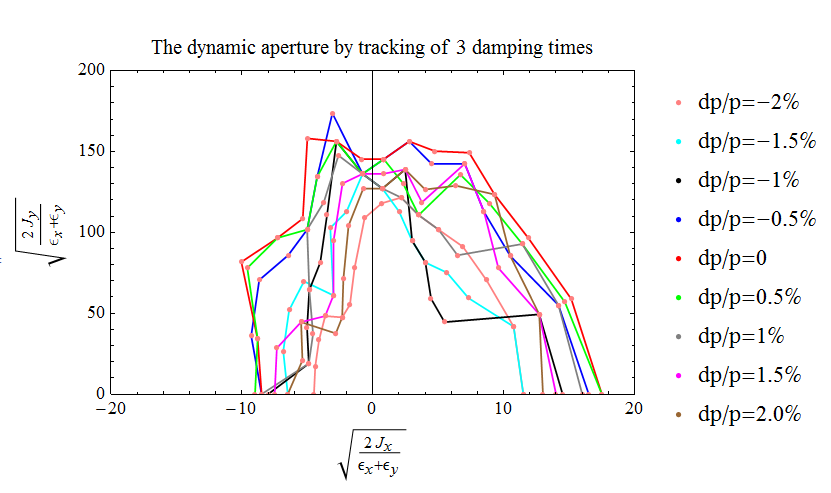 The dynamic aperture by tracking of 3 damping times
200
150
100
50
0
√(2 J_y / ϵ_x+ϵ_y)
−20
−10
0
10
20
√(2 J_x / ϵ_x+ϵ_y)
dp/p=−2%
dp/p=−1.5%
dp/p=−1%
dp/p=−0.5%
dp/p=0
dp/p=0.5%
dp/p=1%
dp/p=1.5%
dp/p=2.0%